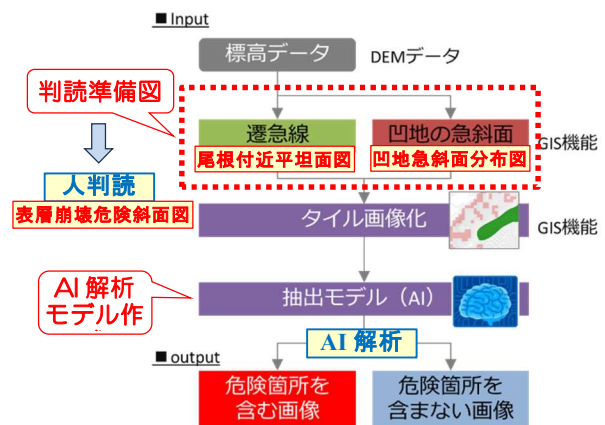 ■ Input
標高データ
DEMデータ
判読準備図
遷急線
尾根付近平坦面図
凹地の急斜面
凹地急斜面分布図
GIS機能
人判読
表層崩壊危険斜面図
タイル画像化
GIS機能
AI 解析
モデル作
抽出モデル（AI）
AI 解析
■ output
危険箇所を
含む画像
危険箇所を
含まない画像